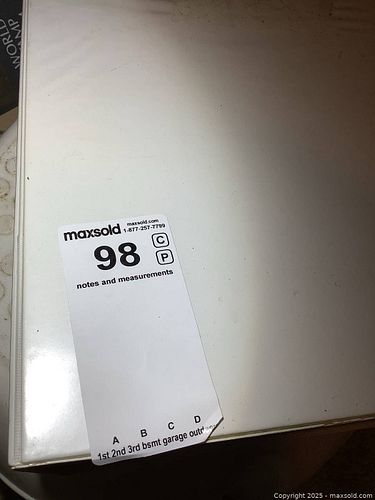 WORLD
maxsold
maxsold.com
1-877-257-7799
98
C
P
notes and measurements
A B C D
1st 2nd 3rd bsmt garage
Copyright 2025 - maxsold.com